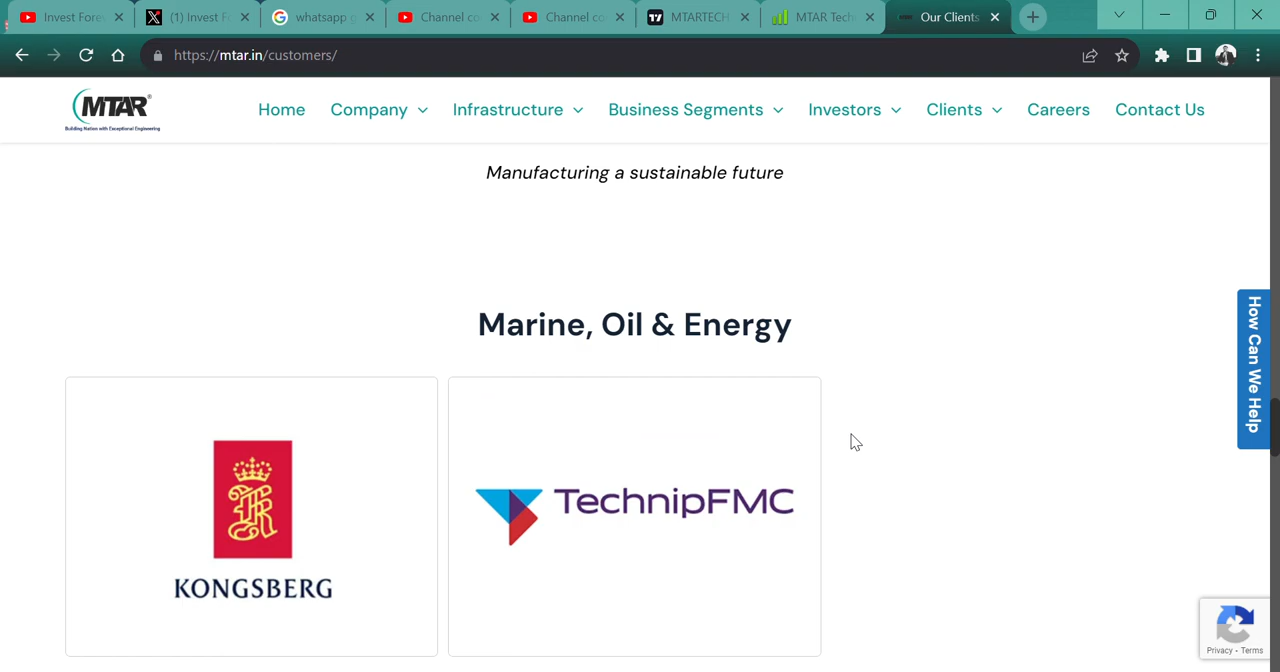 Invest Forev
(1) Invest F
whatsapp g
Channel co
Channel co
MTARTECH
MTAR Tech
Our Clients
https://mtar.in/customers/
MTAR
Building Nation with Exceptional Engineering
Home
Company
Infrastructure
Business Segments
Investors
Clients
Careers
Contact Us
Manufacturing a sustainable future
Marine, Oil & Energy
KONGSBERG
TechnipFMC
How Can We Help
Privacy - Terms